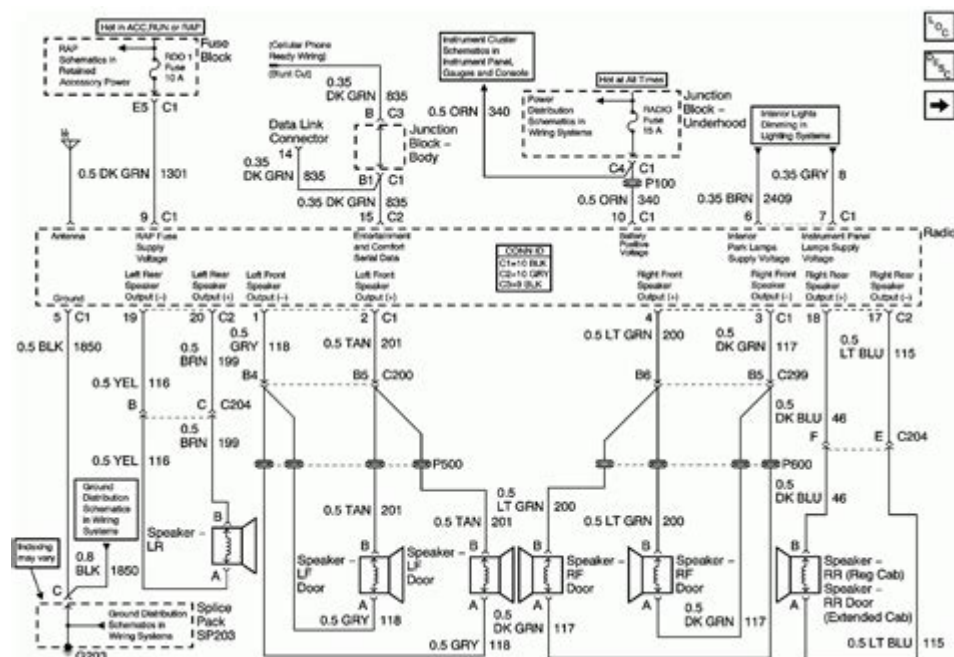 Hot in ACC,RUN or RAP
RAP
Schematics in
Retained
Accessory Power
RDO 1
Fuse
10 A
Fuse
Block
E5
C1
0.5 DK GRN
1301
9
C1
(Cellular Phone
Ready Wiring)
(Blunt Cut)
0.35
DK GRN
835
B
C3
Data Link
Connector
14
0.35
DK GRN
835
Junction
Block –
Body
B1
C1
0.35 DK GRN
835
15
C2
Instrument Cluster
Schematics in
Instrument Panel,
Gauges and Console
0.5 ORN
340
Hot at All Times
Power
Distribution
Schematics in
Wiring Systems
RADIO
Fuse
15 A
Junction
Block –
Underhood
C4
C1
P100
0.5 ORN
340
10
C1
Interior Lights
Dimming in
Lighting Systems
0.35 BRN
2409
6
0.35 GRY
8
7
C1
LOC
DESC
Radio
Antenna
RAP Fuse
Supply
Voltage
Entertainment
and Comfort
Serial Data
CONN ID
C1=10 BLK
C2=10 GRY
C3=8 BLK
Battery
Positive
Voltage
Interior
Park Lamps
Supply Voltage
Instrument Panel
Lamps Supply
Voltage
Ground
Left Rear
Speaker
Output (–)
Left Rear
Speaker
Output (+)
Left Front
Speaker
Output (–)
Left Front
Speaker
Output (+)
Right Front
Speaker
Output (+)
Right Front
Speaker
Output (–)
Right Rear
Speaker
Output (+)
Right Rear
Speaker
Output (–)
5
C1
19
20
C2
1
2
C1
4
3
C1
18
17
C2
0.5 BLK
1850
0.5 YEL
116
0.5
BRN
199
0.5
GRY
118
0.5 TAN
201
0.5 LT GRN
200
0.5
DK GRN
117
0.5
LT BLU
115
B4
B5
C200
B6
B5
C299
B
C
C204
0.5
DK BLU
46
F
E
C204
0.5 YEL
116
0.5
BRN
199
P500
P600
0.5
DK BLU
46
Ground
Distribution
Schematics
in Wiring
Systems
Indexing
may vary
0.8
BLK
1850
C
Ground Distribution
Schematics in
Wiring Systems
Splice
Pack
SP203
G203
B
Speaker –
LR
A
0.5 TAN
201
B
Speaker –
LF
Door
A
0.5 GRY
118
0.5 TAN
201
B
Speaker –
LF
Door
A
0.5 GRY
118
0.5
LT GRN
200
B
Speaker –
RF
Door
A
0.5
DK GRN
117
0.5 LT GRN
200
B
Speaker –
RF
Door
A
0.5
DK GRN
117
B
Speaker –
RR (Reg Cab)
Speaker –
RR Door
(Extended Cab)
A
0.5 LT BLU
115